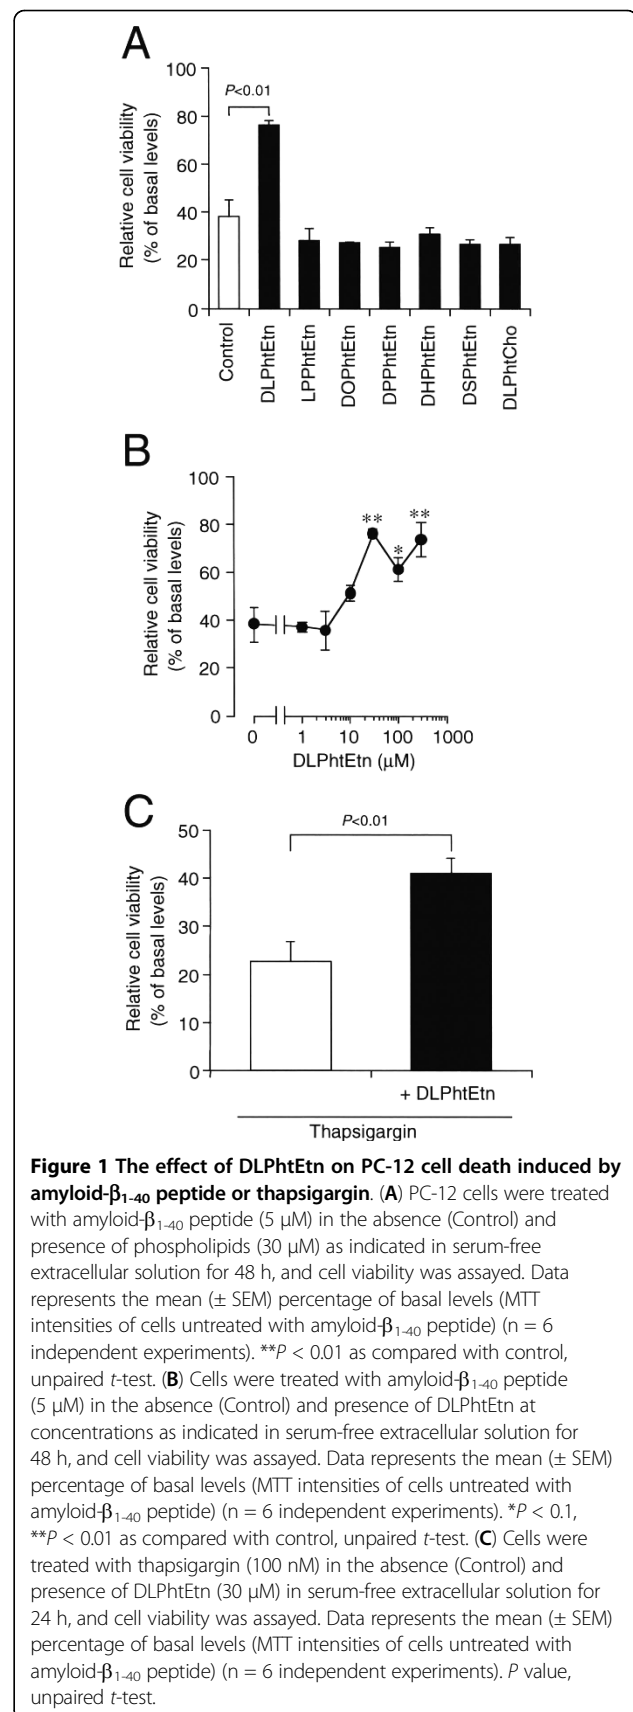 A
100
80
60
40
20
0
Relative cell viability
(% of basal levels)
P<0.01
Control
DLPhtEtn
LPPhtEtn
DOPhtEtn
DPPhtEtn
DHPhtEtn
DSPhtEtn
DLPhtCho
B
100
80
60
40
20
0
Relative cell viability
(% of basal levels)
**
*
**
0 1 10 100 1000
DLPhtEtn (μM)
C
50
40
30
20
10
0
Relative cell viability
(% of basal levels)
P<0.01
+ DLPhtEtn
Thapsigargin
Figure 1 The effect of DLPhtEtn on PC-12 cell death induced by
amyloid-β1-40 peptide or thapsigargin. (A) PC-12 cells were treated
with amyloid-β1-40 peptide (5 μM) in the absence (Control) and
presence of phospholipids (30 μM) as indicated in serum-free
extracellular solution for 48 h, and cell viability was assayed. Data
represents the mean (± SEM) percentage of basal levels (MTT
intensities of cells untreated with amyloid-β1-40 peptide) (n = 6
independent experiments). **P < 0.01 as compared with control,
unpaired t-test. (B) Cells were treated with amyloid-β1-40 peptide
(5 μM) in the absence (Control) and presence of DLPhtEtn at
concentrations as indicated in serum-free extracellular solution for
48 h, and cell viability was assayed. Data represents the mean (± SEM)
percentage of basal levels (MTT intensities of cells untreated with
amyloid-β1-40 peptide) (n = 6 independent experiments). *P < 0.1,
**P < 0.01 as compared with control, unpaired t-test. (C) Cells were
treated with thapsigargin (100 nM) in the absence (Control) and
presence of DLPhtEtn (30 μM) in serum-free extracellular solution for
24 h, and cell viability was assayed. Data represents the mean (± SEM)
percentage of basal levels (MTT intensities of cells untreated with
amyloid-β1-40 peptide) (n = 6 independent experiments). P value,
unpaired t-test.